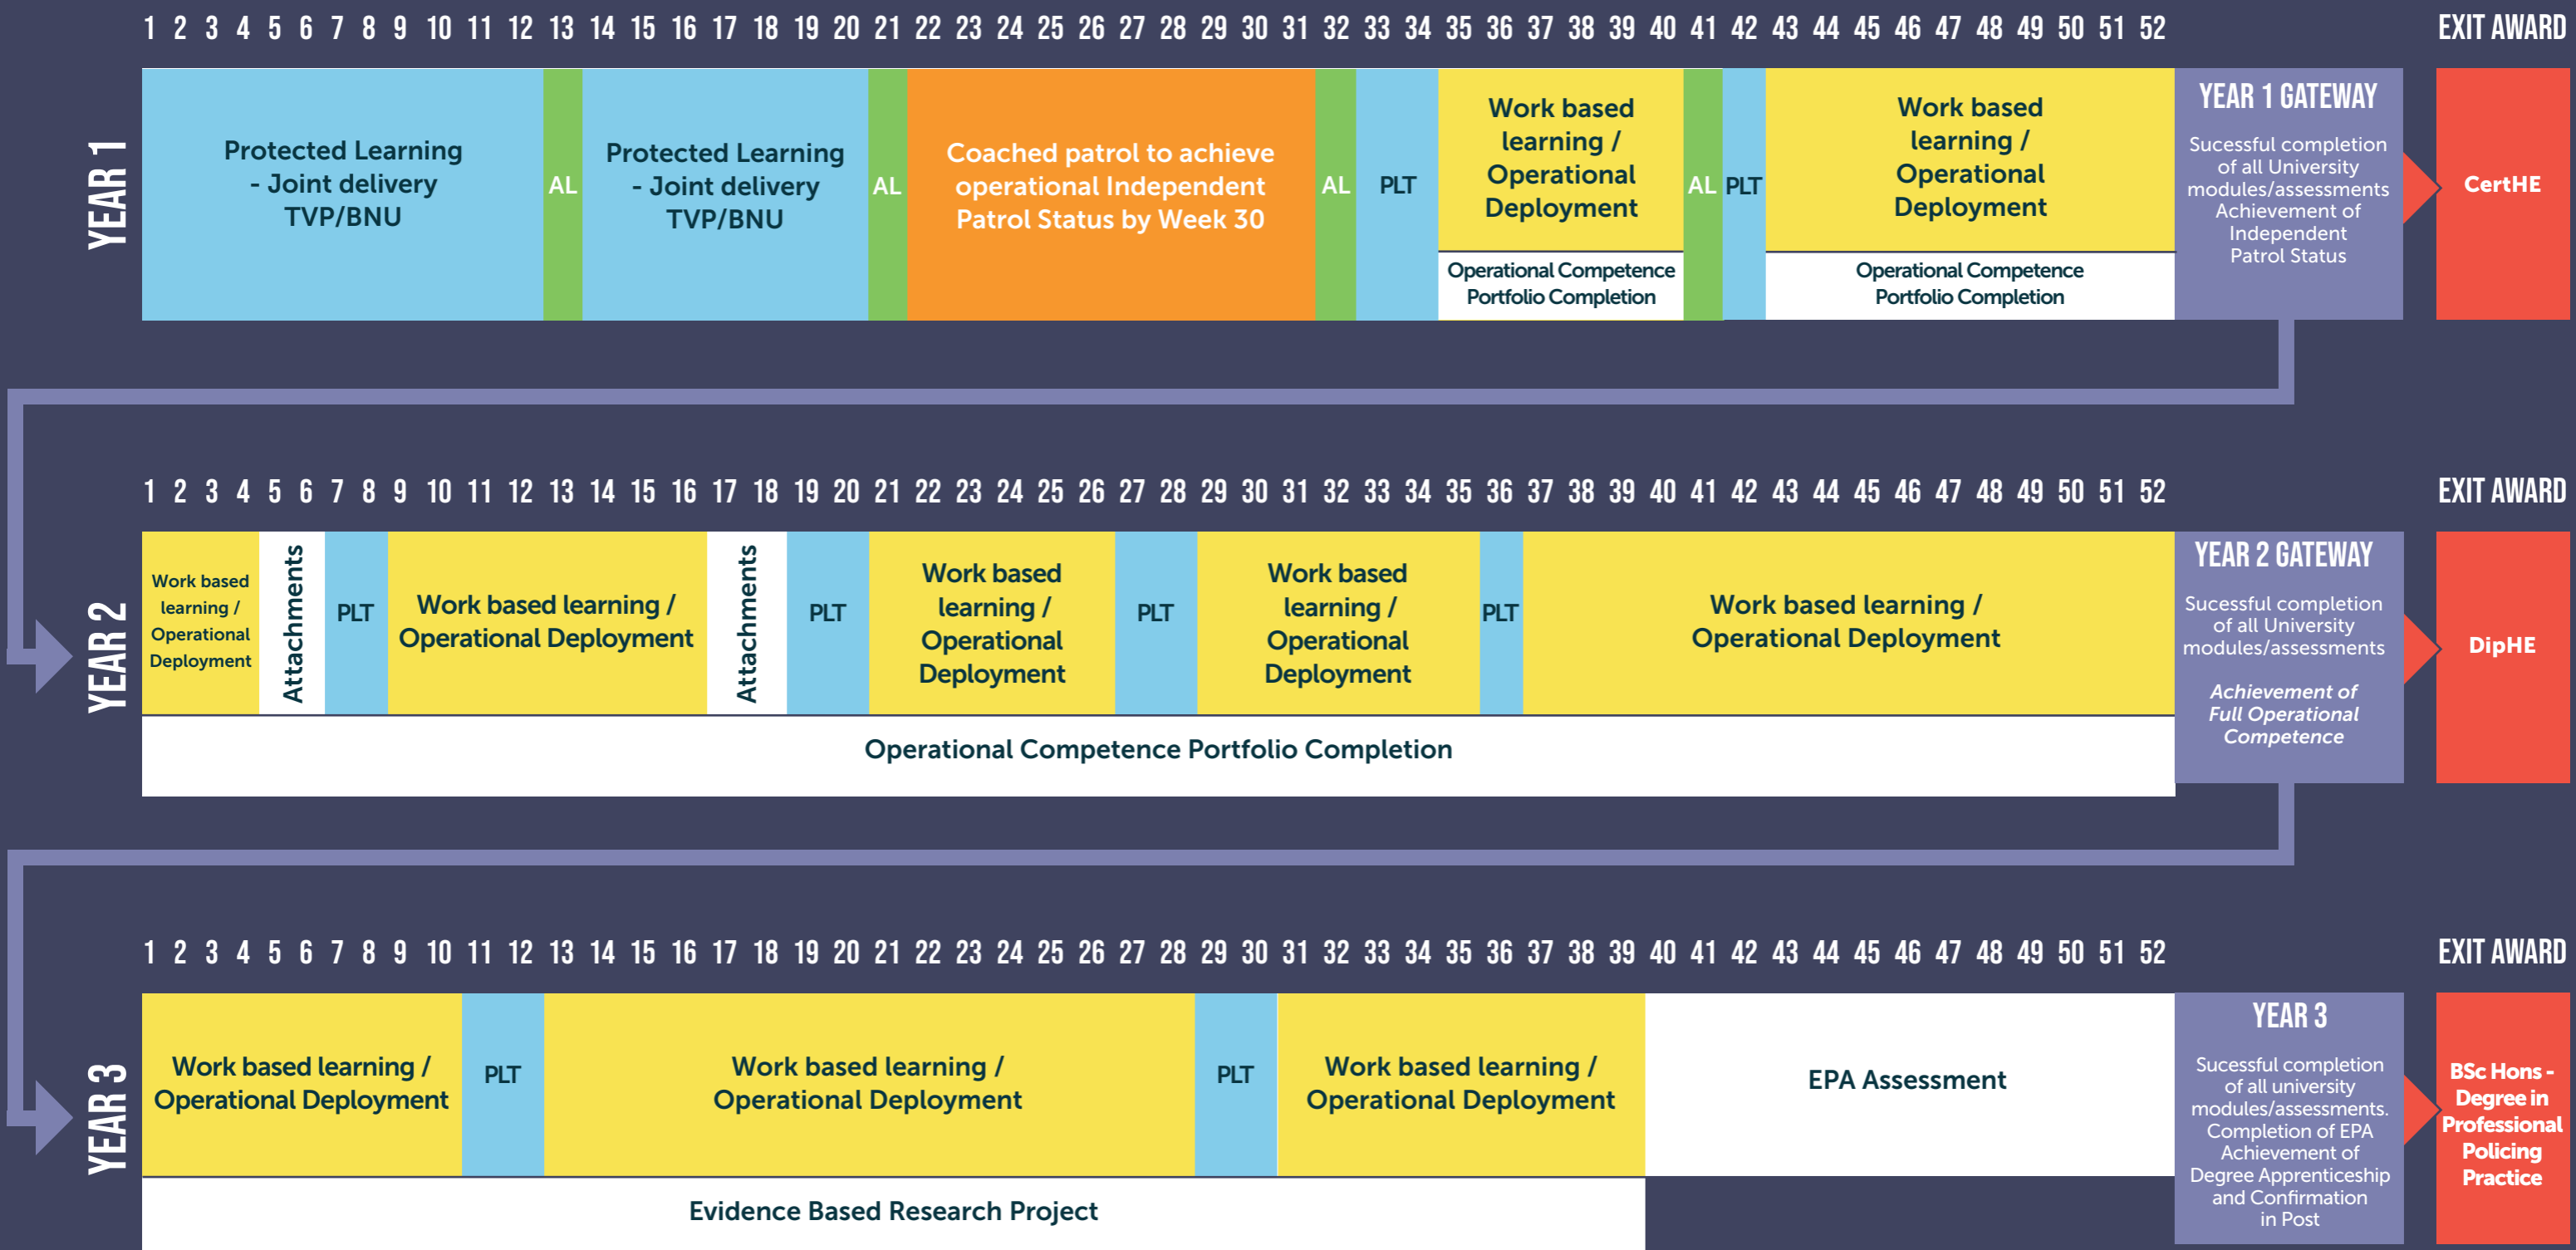 1 2 3 4 5 6 7 8 9 10 11 12 13 14 15 16 17 18 19 20 21 22 23 24 25 26 27 28 29 30 31 32 33 34 35 36 37 38 39 40 41 42 43 44 45 46 47 48 49 50 51 52
EXIT AWARD
YEAR 1
Protected Learning
- Joint delivery
TVP/BNU
AL
Protected Learning
- Joint delivery
TVP/BNU
AL
Coached patrol to achieve
operational Independent
Patrol Status by Week 30
AL
PLT
Work based
learning /
Operational
Deployment
Operational Competence
Portfolio Completion
AL
PLT
Work based
learning /
Operational
Deployment
Operational Competence
Portfolio Completion
YEAR 1 GATEWAY
Sucessful completion
of all University
modules/assessments
Achievement of
Independent
Patrol Status
CertHE
1 2 3 4 5 6 7 8 9 10 11 12 13 14 15 16 17 18 19 20 21 22 23 24 25 26 27 28 29 30 31 32 33 34 35 36 37 38 39 40 41 42 43 44 45 46 47 48 49 50 51 52
EXIT AWARD
YEAR 2
Work based
learning /
Operational
Deployment
Attachments
PLT
Work based learning /
Operational Deployment
Attachments
PLT
Work based
learning /
Operational
Deployment
PLT
Work based
learning /
Operational
Deployment
PLT
Work based learning /
Operational Deployment
Operational Competence Portfolio Completion
YEAR 2 GATEWAY
Sucessful completion
of all University
modules/assessments
Achievement of
Full Operational
Competence
DipHE
1 2 3 4 5 6 7 8 9 10 11 12 13 14 15 16 17 18 19 20 21 22 23 24 25 26 27 28 29 30 31 32 33 34 35 36 37 38 39 40 41 42 43 44 45 46 47 48 49 50 51 52
EXIT AWARD
YEAR 3
Work based learning /
Operational Deployment
PLT
Work based learning /
Operational Deployment
PLT
Work based learning /
Operational Deployment
EPA Assessment
Evidence Based Research Project
YEAR 3
Sucessful completion
of all university
modules/assessments.
Completion of EPA
Achievement of
Degree Apprenticeship
and Confirmation
in Post
BSc Hons -
Degree in
Professional
Policing
Practice